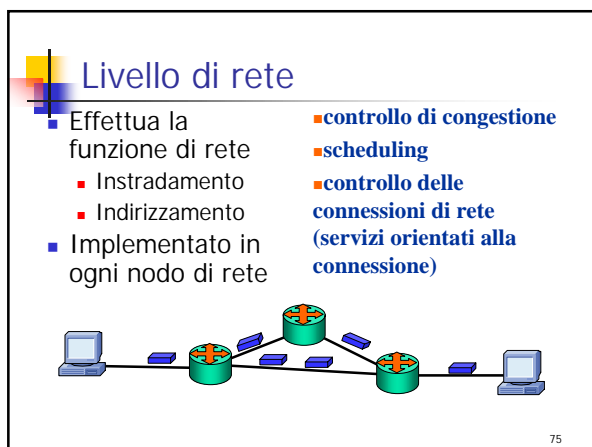 Livello di rete
Effettua la
funzione di rete
Instradamento
Indirizzamento
Implementato in
ogni nodo di rete
controllo di congestione
scheduling
controllo delle
connessioni di rete
(servizi orientati alla
connessione)
75